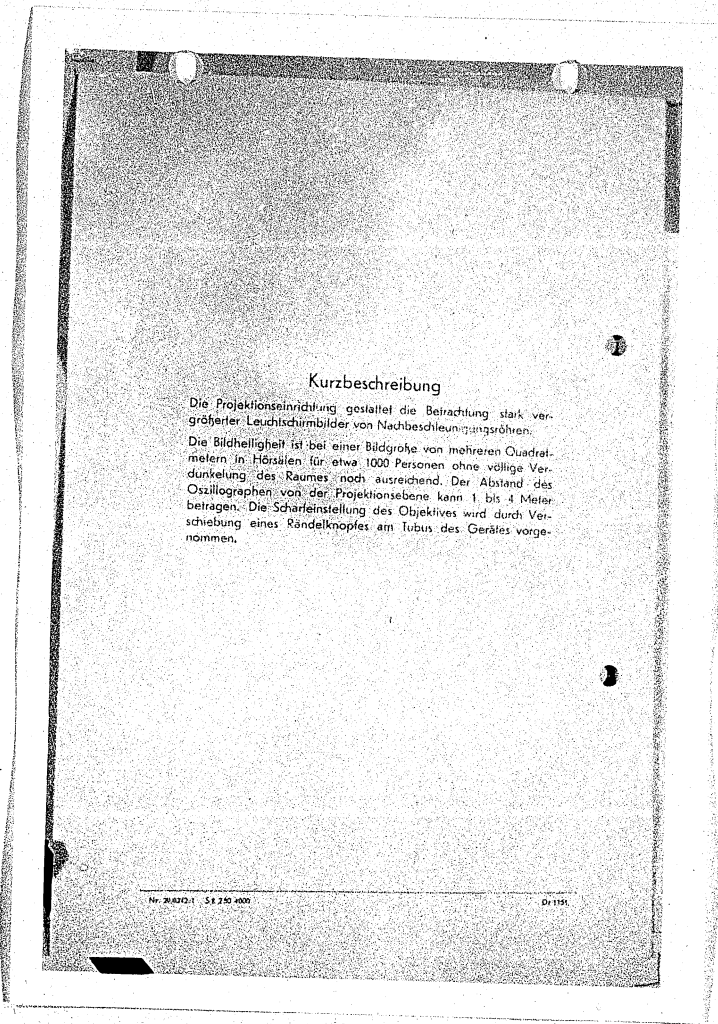 Kurzbeschreibung
Die Projektionseinrichtung gestattet die Betrachtung stark ver-
größerter Leuchtschirmbilder von Nachbeschleunigungsröhren.
Die Bildhelligkeit ist bei einer Bildgröße von mehreren Quadrat-
metern in Hörsälen für etwa 1000 Personen ohne völlige Ver-
dunkelung des Raumes noch ausreichend. Der Abstand des
Oszillographen von der Projektionsebene kann 1 bis 4 Meter
betragen. Die Scharfeinstellung des Objektives wird durch Ver-
schiebung eines Rändelknopfes am Tubus des Gerätes vorge-
nommen.
Nr.